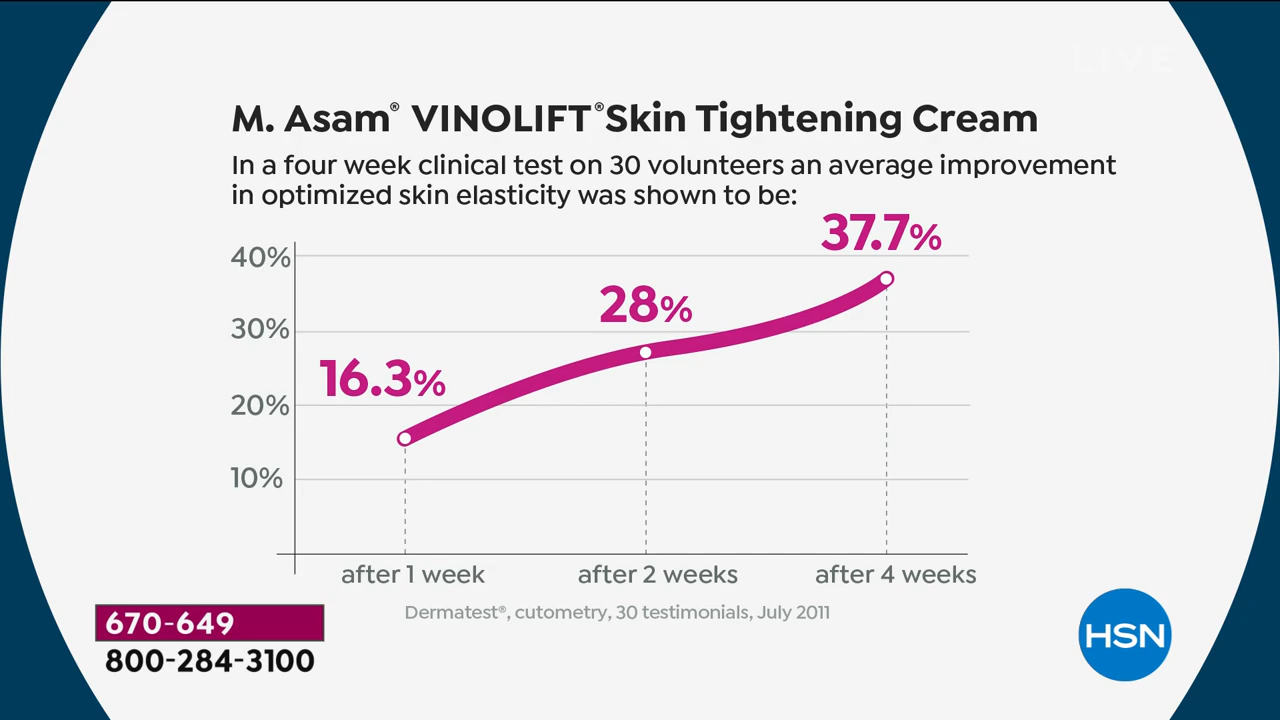 LIVE
M. Asam® VINOLIFT® Skin Tightening Cream
In a four week clinical test on 30 volunteers an average improvement
in optimized skin elasticity was shown to be:
37.7%
40%
28%
30%
16.3%
20%
10%
after 1 week after 2 weeks after 4 weeks
Dermatest®, cutometry, 30 testimonials, July 2011
670-649
800-284-3100
HSN